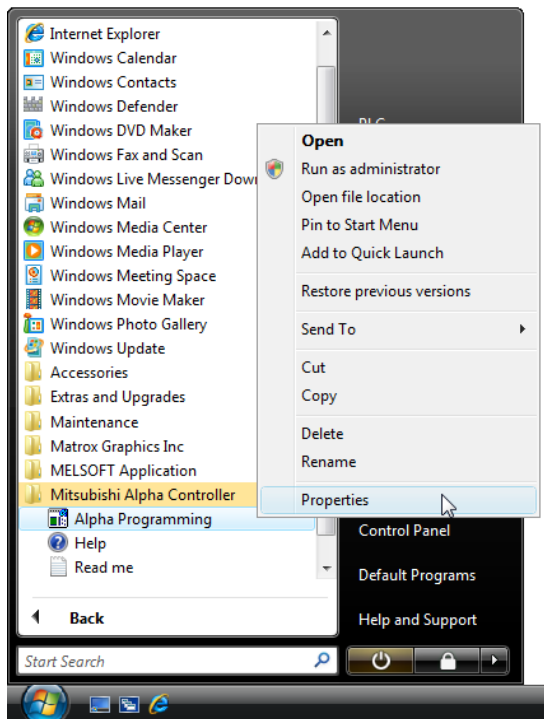 Internet Explorer
Windows Calendar
Windows Contacts
Windows Defender
Windows DVD Maker
Windows Fax and Scan
Windows Live Messenger Dow
Windows Mail
Windows Media Center
Windows Media Player
Windows Meeting Space
Windows Movie Maker
Windows Photo Gallery
Windows Update
Accessories
Extras and Upgrades
Maintenance
Matrox Graphics Inc
MELSOFT Application
Mitsubishi Alpha Controller
Alpha Programming
Help
Read me
Back
Start Search
Open
Run as administrator
Open file location
Pin to Start Menu
Add to Quick Launch
Restore previous versions
Send To
Cut
Copy
Delete
Rename
Properties
Control Panel
Default Programs
Help and Support